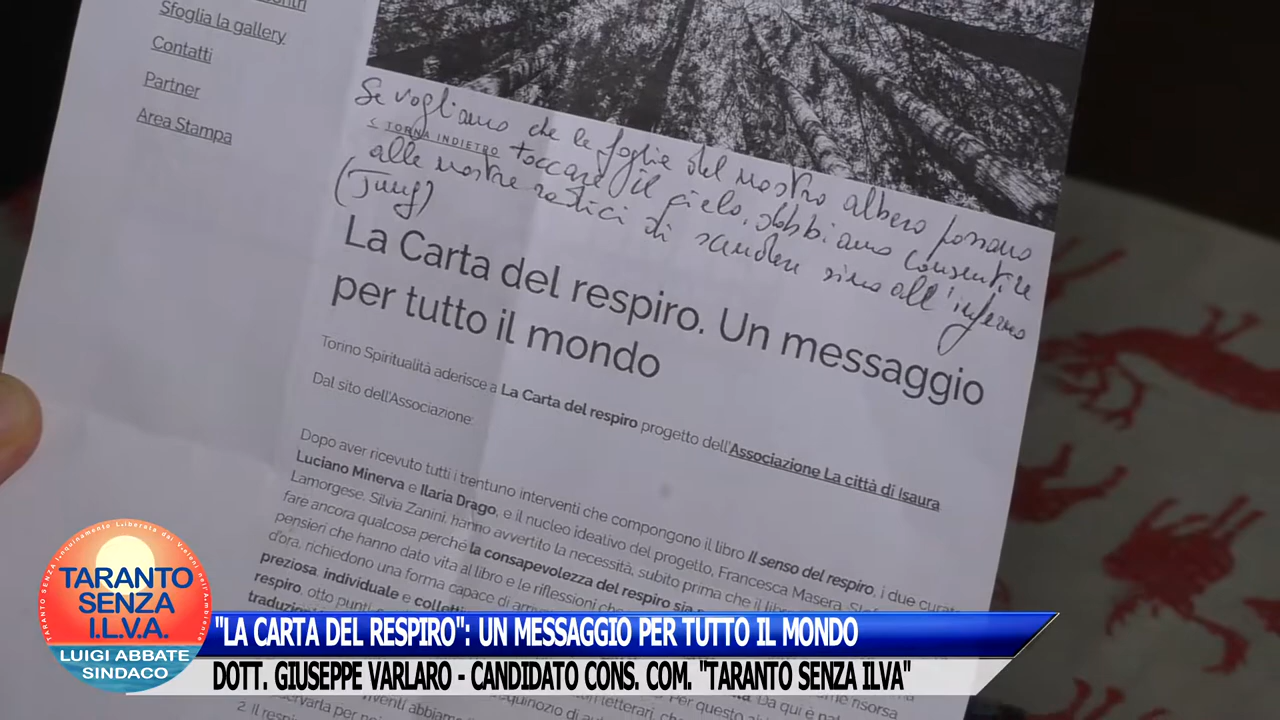 Sfoglia la gallery
Contatti
Partner
Area Stampa
Se vogliamo che le foglie del nostro albero possano
< TORNA INDIETRO
toccare il cielo, dobbiamo consentire
alle nostre radici di scendere sino all'inferno
(Jung)
La Carta del respiro. Un messaggio
per tutto il mondo
Torino Spiritualità aderisce a La Carta del respiro progetto dell'Associazione La città di Isaura
Dal sito dell'Associazione:
Dopo aver ricevuto tutti i trentuno interventi che compongono il libro Il senso del respiro, i due
Luciano Minerva e Ilaria Drago, e il nucleo ideativo del progetto, Francesca Masera,
Lamorgese, Silvia Zanini, hanno avvertito la necessità, subito prima che il
fare ancora qualcosa perché la consapevolezza del respiro sia
pensieri che hanno dato vita al libro e le riflessioni che
d'ora, richiedono una forma capace di
preziosa, individuale e
respiro, otto punti
TARANTO
SENZA
I.L.V.A.
LUIGI ABBATE
SINDACO
"LA CARTA DEL RESPIRO": UN MESSAGGIO PER TUTTO IL MONDO
DOTT. GIUSEPPE VARLARO - CANDIDATO CONS. COM. "TARANTO SENZA ILVA"